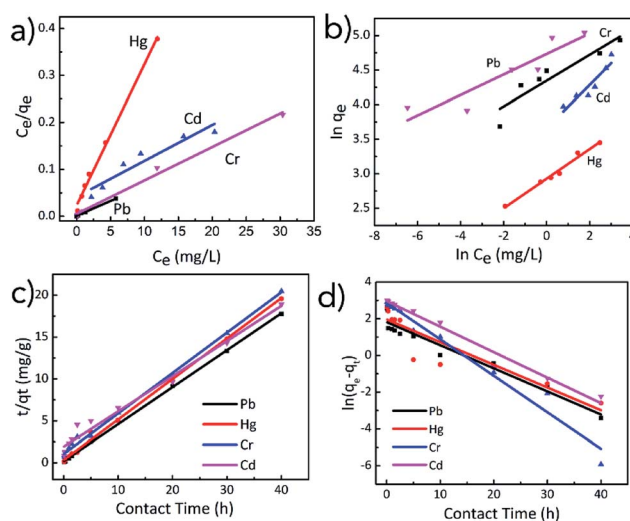 a)
0.4
0.3
0.2
0.1
0.0
Hg
Cd
Cr
Pb
0 5 10 15 20 25 30 35
Ce/qe
Ce (mg/L)
b)
5.0
4.5
4.0
3.5
3.0
2.5
Pb
Cr
Cd
Hg
-8 -6 -4 -2 0 2 4
ln qe
ln Ce (mg/L)
c)
20
15
10
5
0
Pb
Hg
Cr
Cd
0 10 20 30 40
t/qt (mg/g)
Contact Time (h)
d)
4
2
0
-2
-4
-6
Pb
Hg
Cr
Cd
0 10 20 30 40
ln(qe-qt)
Contact Time (h)